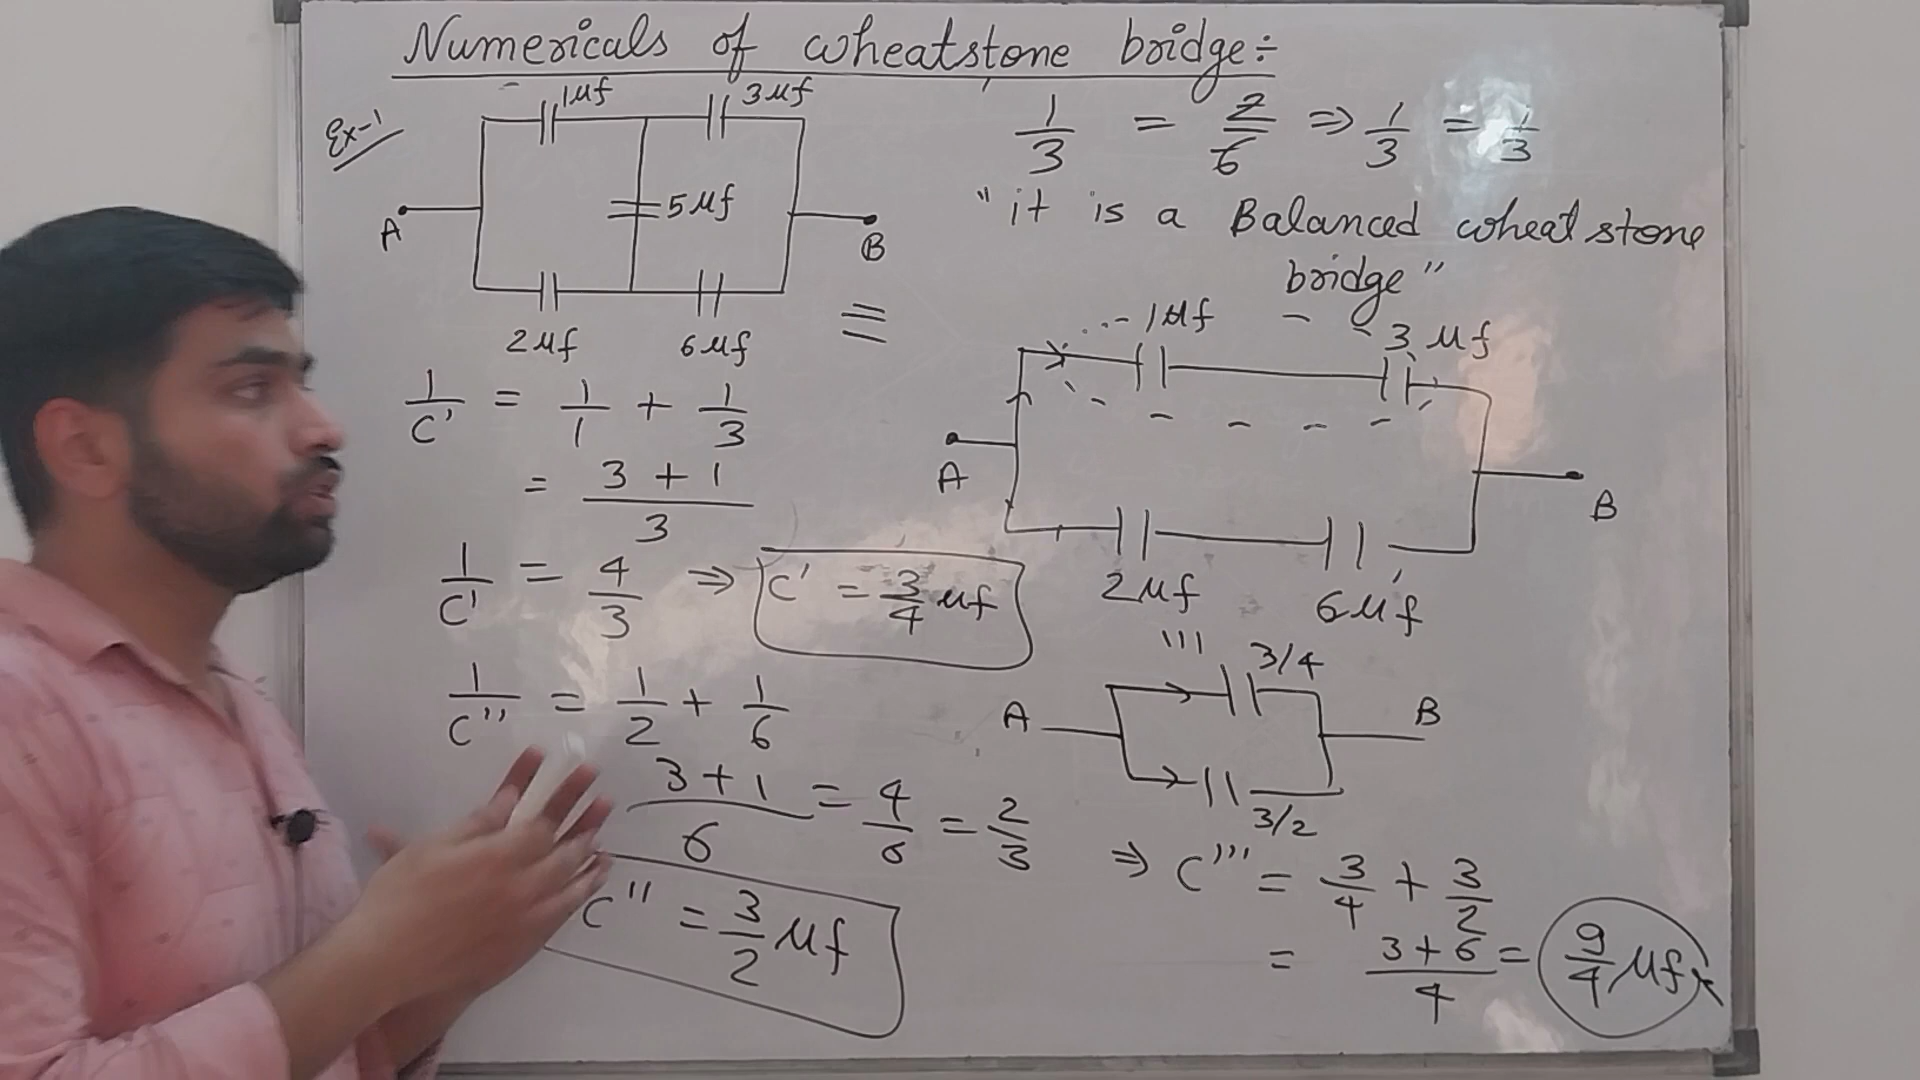 Numericals of wheatstone bridge÷
Ex-1
1μf 3μf
5μf
A B
2μf 6μf
1/3 = 2/6 ⇒ 1/3 = 1/3
"it is a Balanced wheatstone
bridge"
≡
1μf 3μf
A B
2μf 6μf
1/C' = 1/1 + 1/3
= (3+1)/3
1/C' = 4/3 ⇒ C' = 3/4 μf
1/C'' = 1/2 + 1/6
(3+1)/6 = 4/6 = 2/3
C'' = 3/2 μf
3/4
A B
3/2
⇒ C''' = 3/4 + 3/2
= (3+6)/4 = 9/4 μf